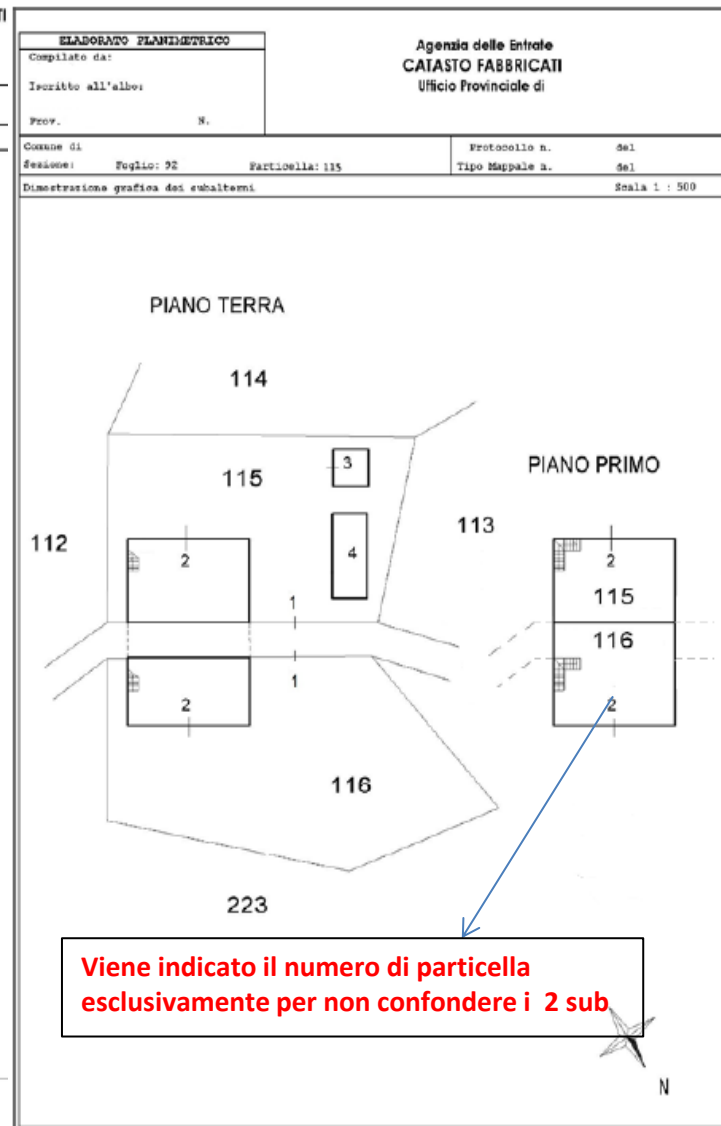 TI
ELABORATO PLANIMETRICO
Compilato da:
Iscritto all'albo:
Prov. N.
Agenzia delle Entrate
CATASTO FABBRICATI
Ufficio Provinciale di
Comune di
Sezione: Foglio: 92 Particella: 115
Protocollo n. del
Tipo Mappale n. del
Dimostrazione grafica dei subalterni Scala 1 : 500
PIANO TERRA
114
3
115
PIANO PRIMO
112
113
2
4
2
1
115
116
1
2
2
116
223
Viene indicato il numero di particella
esclusivamente per non confondere i 2 sub
N